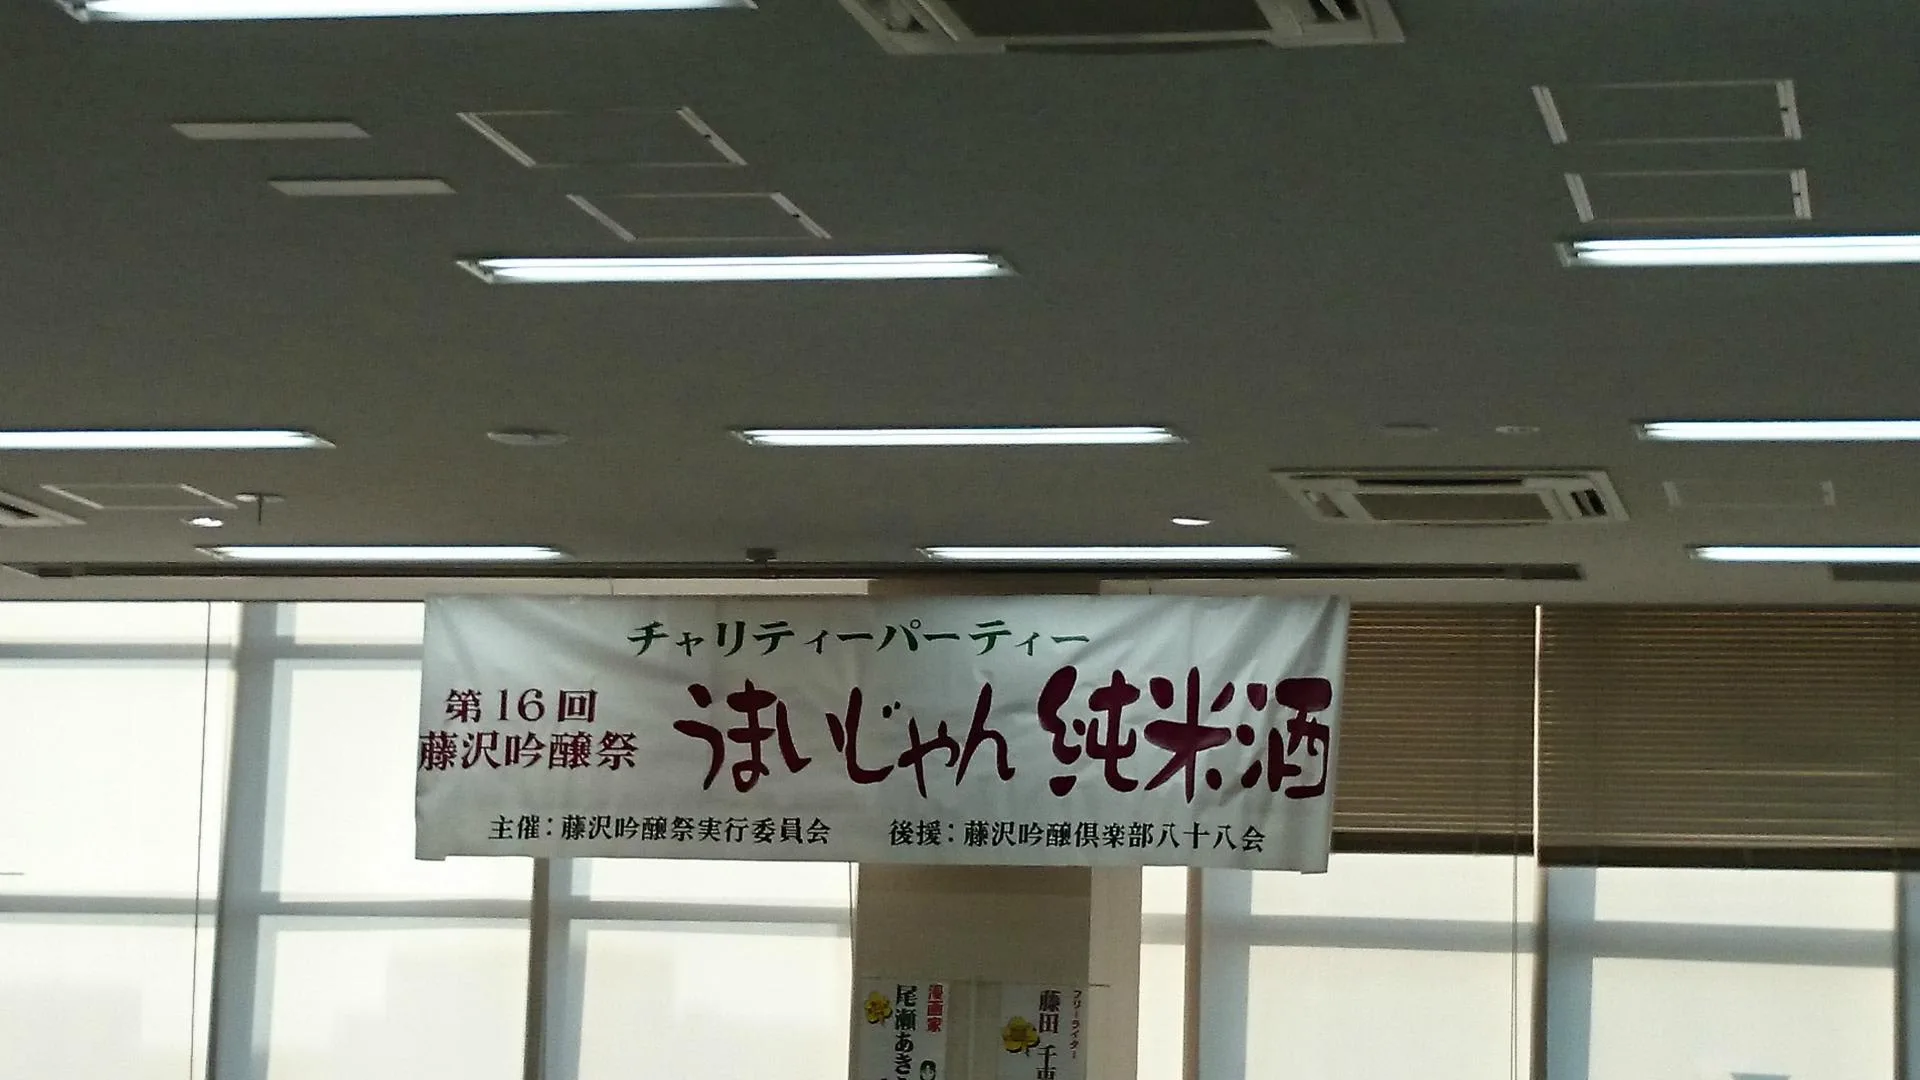 チャリティーパーティー
第16回
藤沢吟醸祭
うまいじゃん 純米酒
主催：藤沢吟醸祭実行委員会
後援：藤沢吟醸倶楽部八十八会
漫画家
尾瀬あき
フリーライター
藤田 千恵